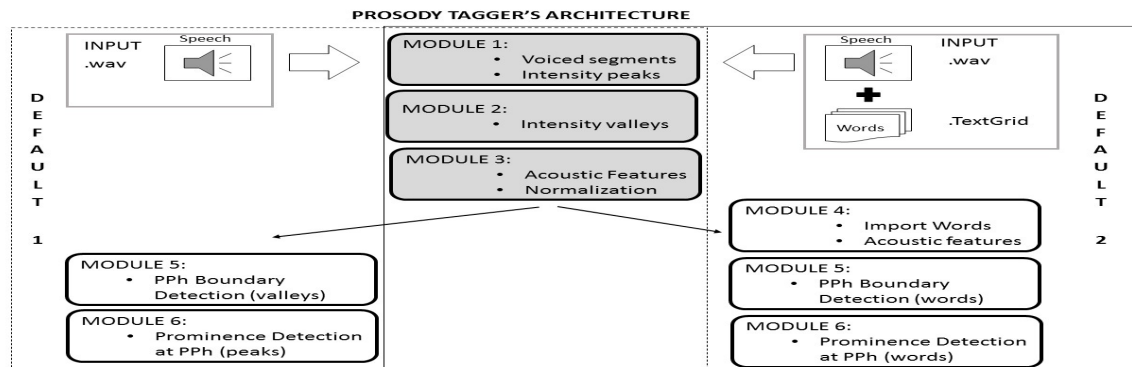 PROSODY TAGGER'S ARCHITECTURE
DEFAULT 1
INPUT
.wav
Speech
MODULE 1:
• Voiced segments
• Intensity peaks
MODULE 2:
• Intensity valleys
MODULE 3:
• Acoustic Features
• Normalization
Speech
INPUT
.wav
Words
.TextGrid
DEFAULT 2
MODULE 5:
• PPh Boundary
Detection (valleys)
MODULE 6:
• Prominence Detection
at PPh (peaks)
MODULE 4:
• Import Words
• Acoustic features
MODULE 5:
• PPh Boundary
Detection (words)
MODULE 6:
• Prominence Detection
at PPh (words)